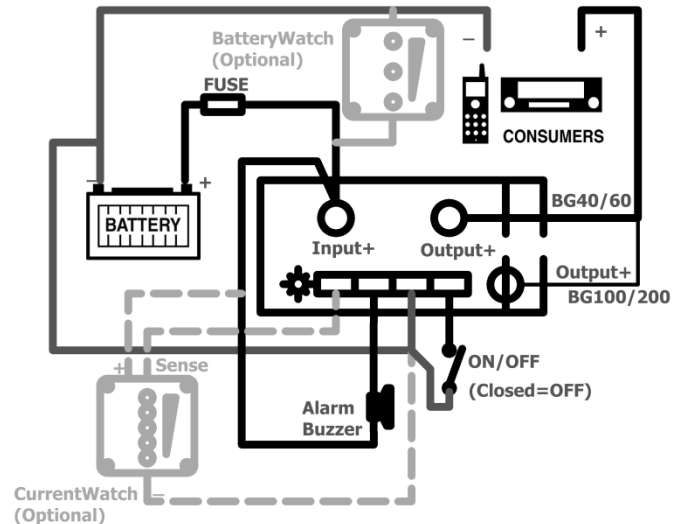 BatteryWatch
(Optional)
− +
FUSE
CONSUMERS
− +
BATTERY
BG40/60
Input+ Output+
Output+
BG100/200
+ Sense
ON/OFF
(Closed=OFF)
Alarm
Buzzer
CurrentWatch −
(Optional)